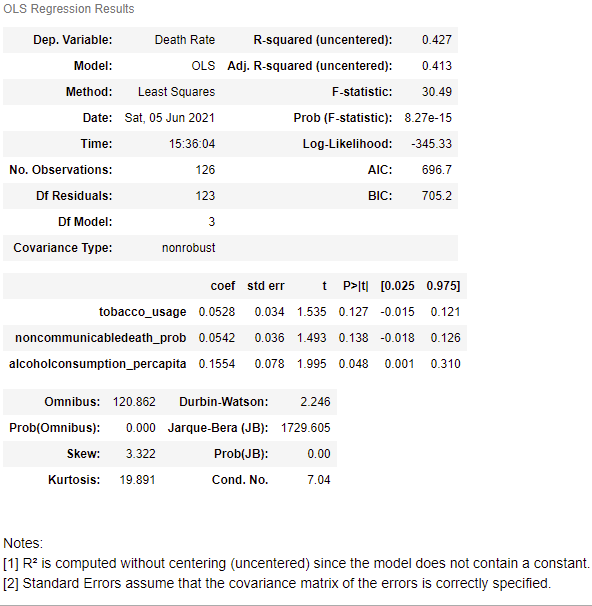 OLS Regression Results
Dep. Variable: Death Rate R-squared (uncentered): 0.427
Model: OLS Adj. R-squared (uncentered): 0.413
Method: Least Squares F-statistic: 30.49
Date: Sat, 05 Jun 2021 Prob (F-statistic): 8.27e-15
Time: 15:36:04 Log-Likelihood: -345.33
No. Observations: 126 AIC: 696.7
Df Residuals: 123 BIC: 705.2
Df Model: 3
Covariance Type: nonrobust
coef std err t P>|t| [0.025 0.975]
tobacco_usage 0.0528 0.034 1.535 0.127 -0.015 0.121
noncommunicabledeath_prob 0.0542 0.036 1.493 0.138 -0.018 0.126
alcoholconsumption_percapita 0.1554 0.078 1.995 0.048 0.001 0.310
Omnibus: 120.862 Durbin-Watson: 2.246
Prob(Omnibus): 0.000 Jarque-Bera (JB): 1729.605
Skew: 3.322 Prob(JB): 0.00
Kurtosis: 19.891 Cond. No. 7.04
Notes:
[1] R² is computed without centering (uncentered) since the model does not contain a constant.
[2] Standard Errors assume that the covariance matrix of the errors is correctly specified.